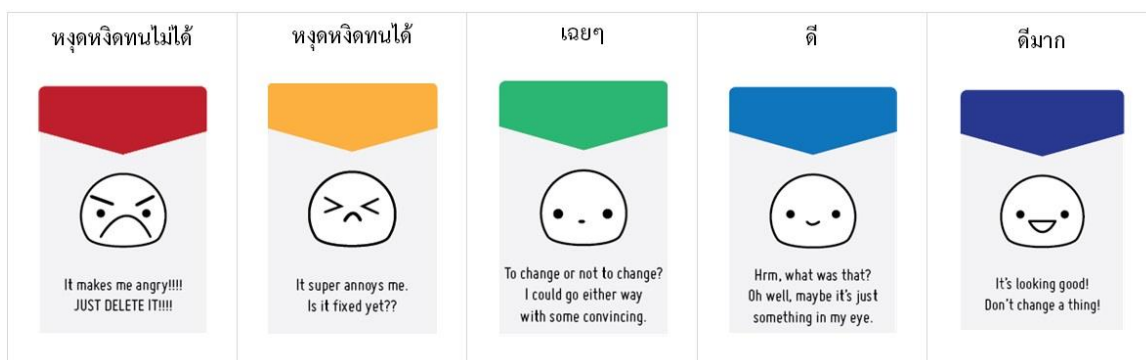 หงุดหงิดทนไม่ได้
หงุดหงิดทนได้
เฉยๆ
ดี
ดีมาก
It makes me angry!!!!
JUST DELETE IT!!!!
It super annoys me.
Is it fixed yet??
To change or not to change?
I could go either way
with some convincing.
Hrm, what was that?
Oh well, maybe it's just
something in my eye.
It's looking good!
Don't change a thing!